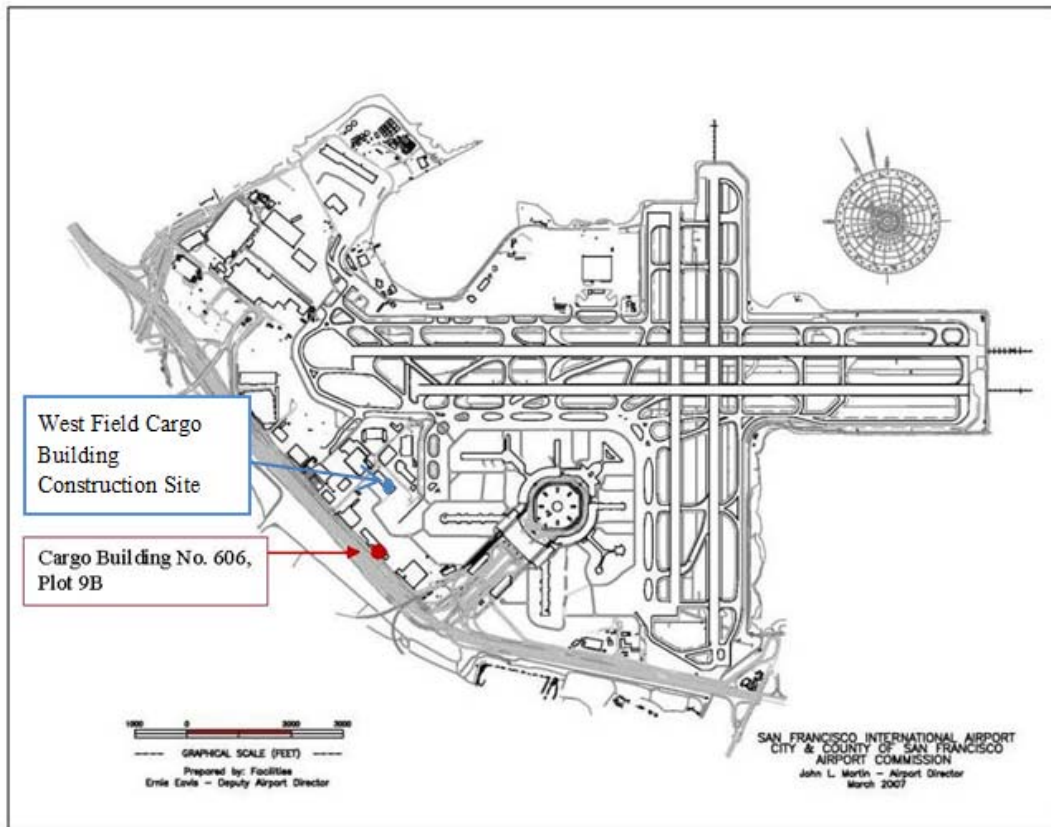 West Field Cargo
Building
Construction Site
Cargo Building No. 606,
Plot 9B
1000 0 2000 3000
GRAPHICAL SCALE (FEET)
Prepared by: Facilities
Ernie Eavis - Deputy Airport Director
SAN FRANCISCO INTERNATIONAL AIRPORT
CITY & COUNTY OF SAN FRANCISCO
AIRPORT COMMISSION
John L. Martin - Airport Director
March 2007